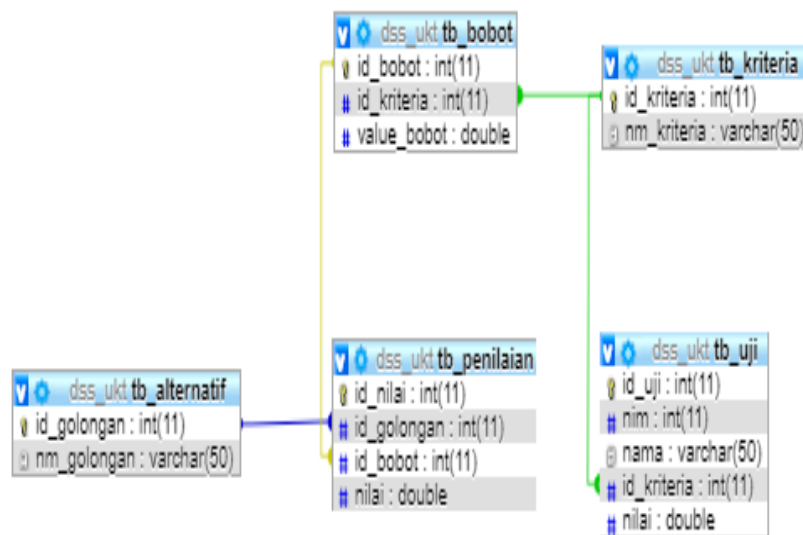 dss_ukt tb_bobot
id_bobot : int(11)
id_kriteria : int(11)
value_bobot : double
dss_ukt tb_kriteria
id_kriteria : int(11)
nm_kriteria : varchar(50)
dss_ukt tb_alternatif
id_golongan : int(11)
nm_golongan : varchar(50)
dss_ukt tb_penilaian
id_nilai : int(11)
id_golongan : int(11)
id_bobot : int(11)
nilai : double
dss_ukt tb_uji
id_uji : int(11)
nim : int(11)
nama : varchar(50)
id_kriteria : int(11)
nilai : double